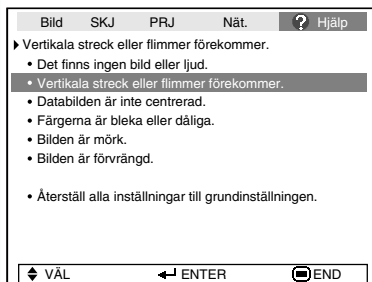 Bild SKJ PRJ Nät. ? Hjälp
Vertikala streck eller flimmer förekommer.
• Det finns ingen bild eller ljud.
• Vertikala streck eller flimmer förekommer.
• Databilden är inte centrerad.
• Färgerna är bleka eller dåliga.
• Bilden är mörk.
• Bilden är förvrängd.
• Återställ alla inställningar till grundinställningen.
VÄL ENTER END